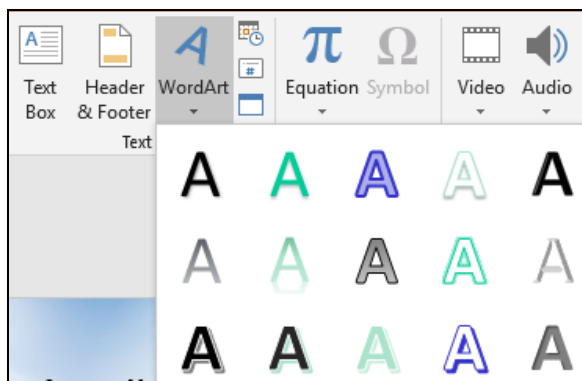 Text Box
Header & Footer
WordArt
#
π
Equation
Ω
Symbol
Video
Audio
Text
A A A A A
A A A A A
A A A A A